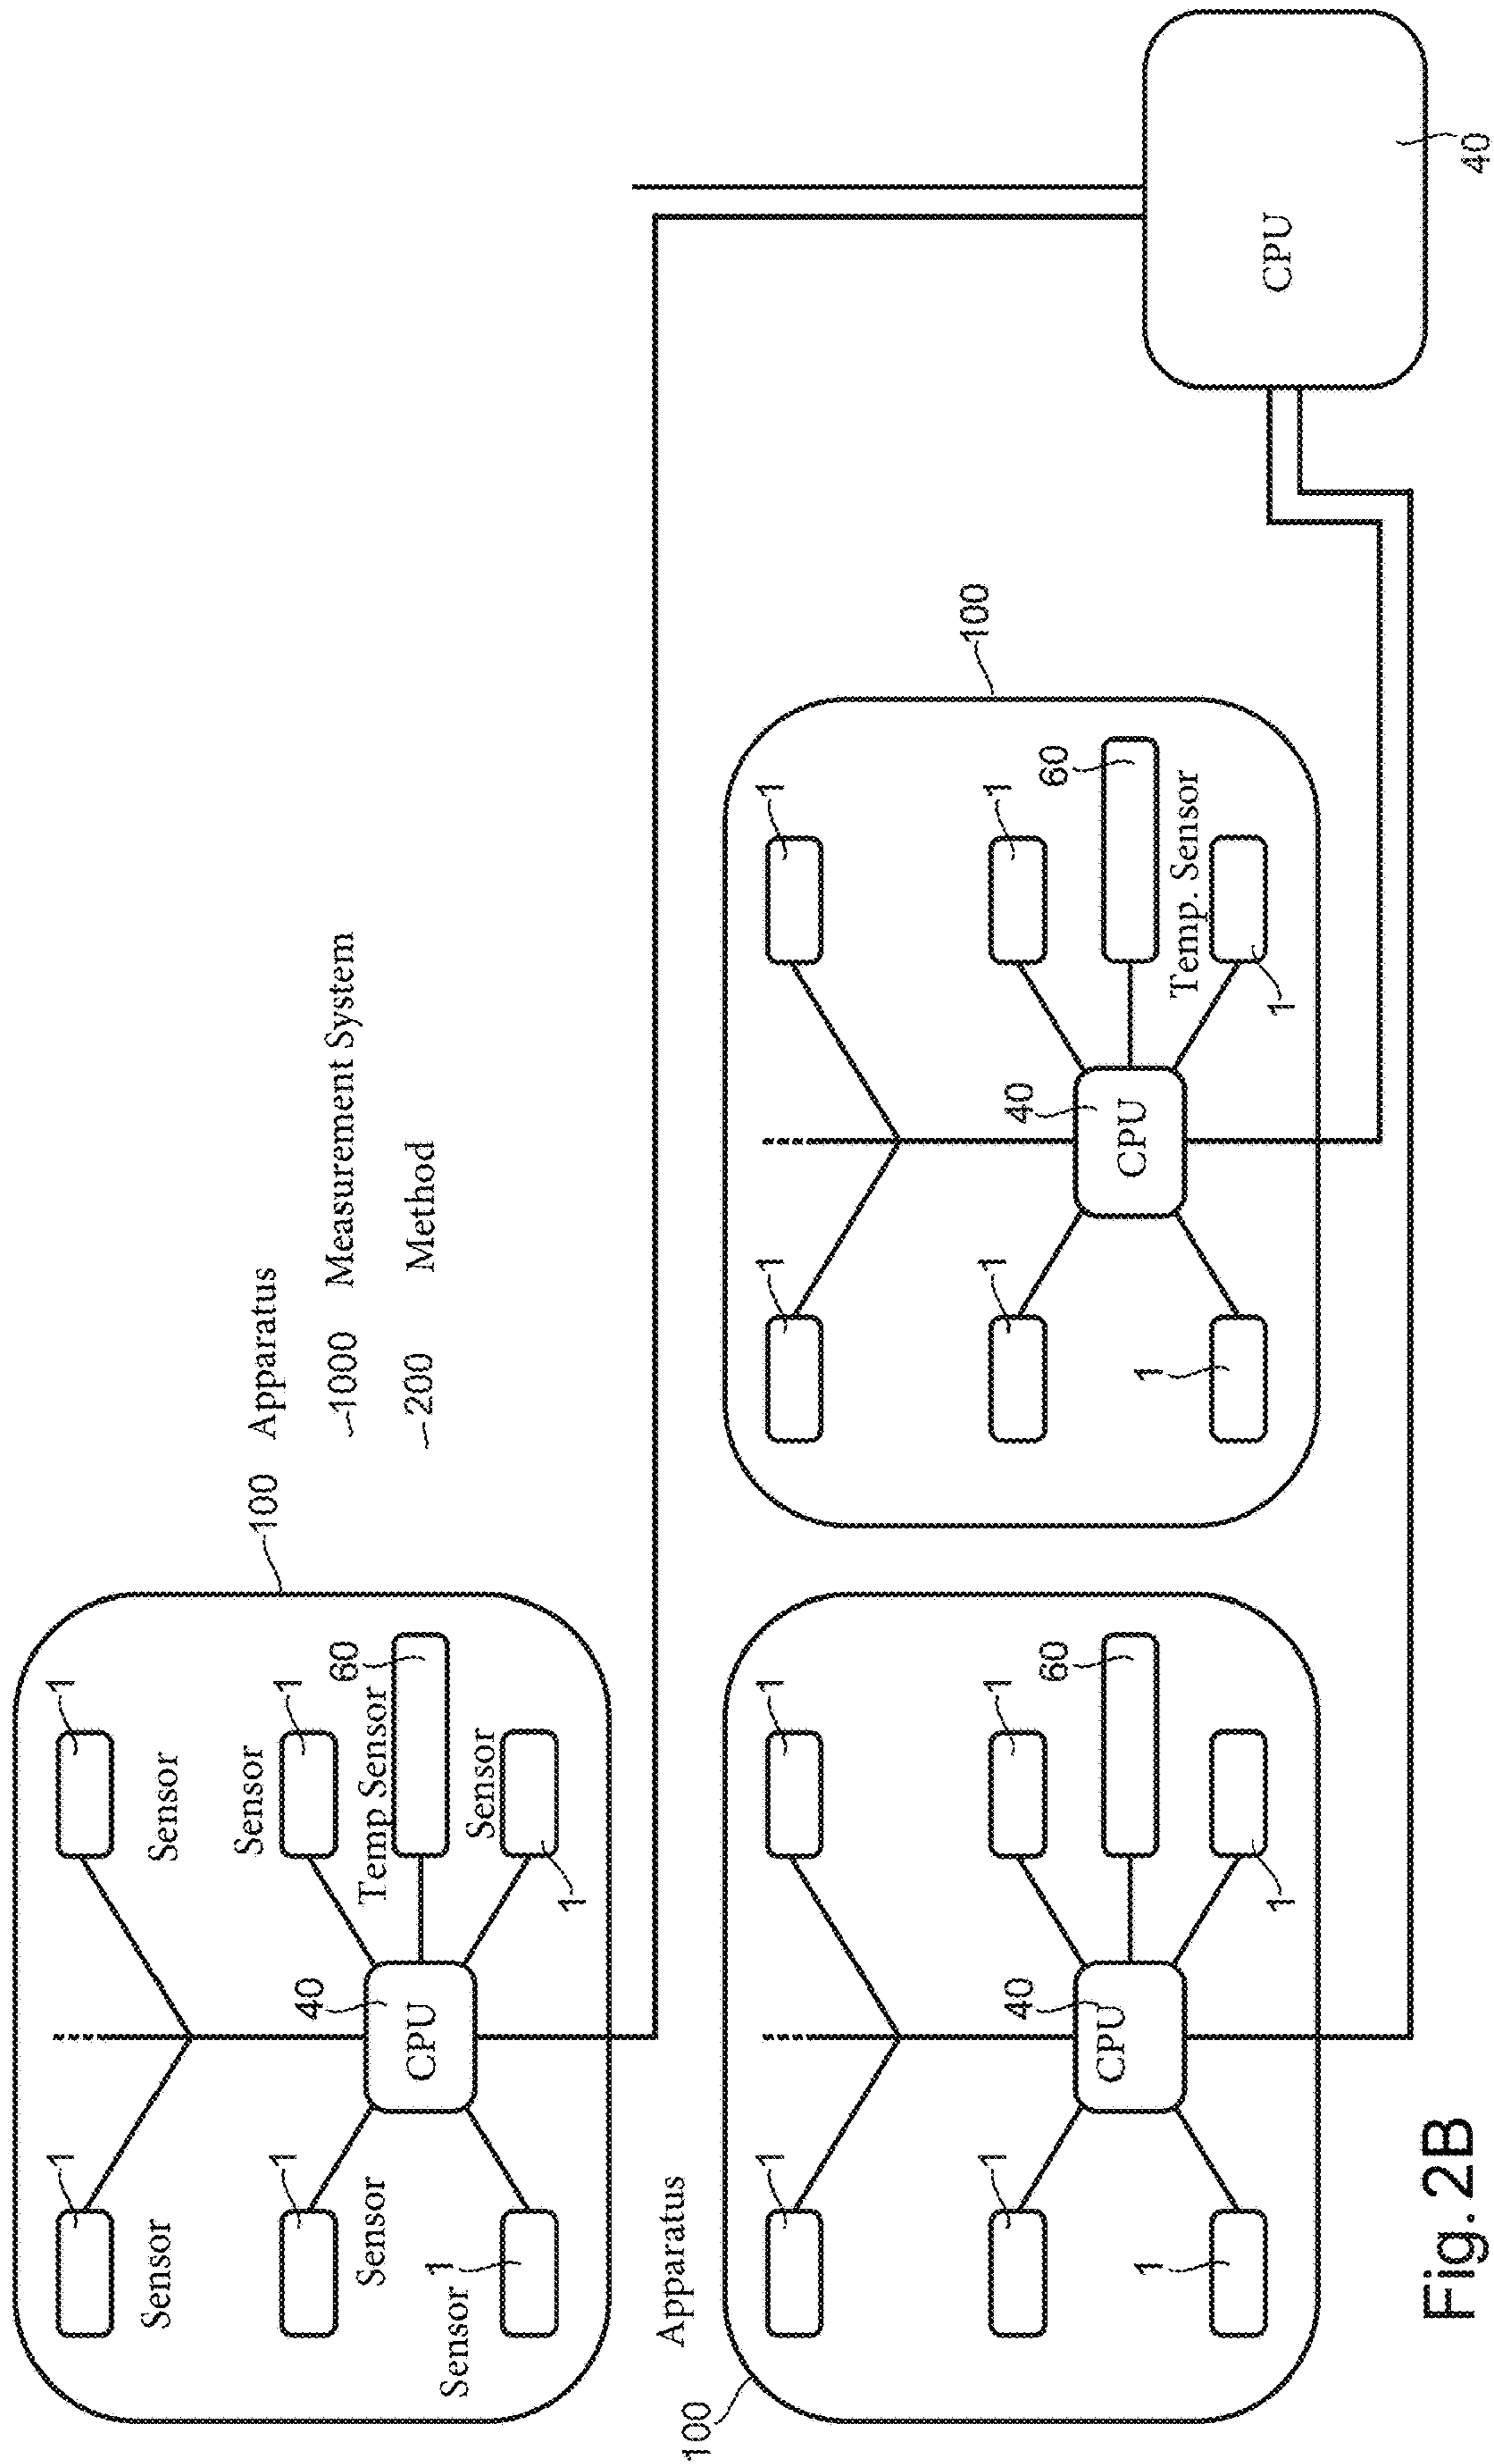 1
1
Sensor
Sensor
Sensor
1
1
40
60
Sensor
Temp Sensor
CPU
1
Sensor
Sensor
1
100 Apparatus
1000 Measurement System
200 Method
Apparatus
100
1
1
1
1
40
60
CPU
1
1
1
1
100
1
1
40
60
CPU
Temp. Sensor
1
1
CPU
40
Fig. 2B